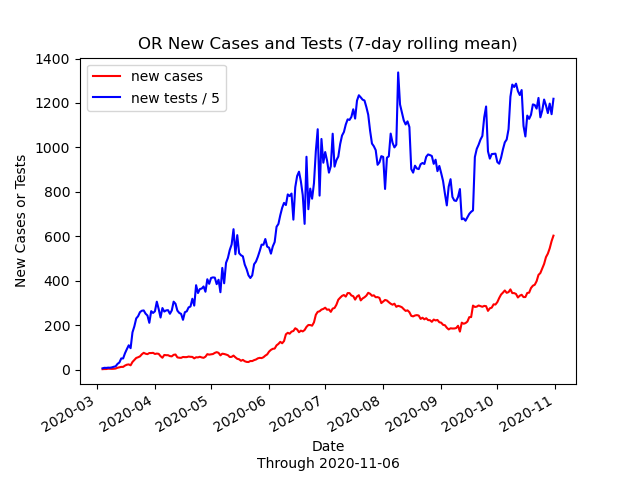 OR New Cases and Tests (7-day rolling mean)
new cases
new tests / 5
New Cases or Tests
1400
1200
1000
800
600
400
200
0
2020-03
2020-04
2020-05
2020-06
2020-07
2020-08
2020-09
2020-10
2020-11
Date
Through 2020-11-06